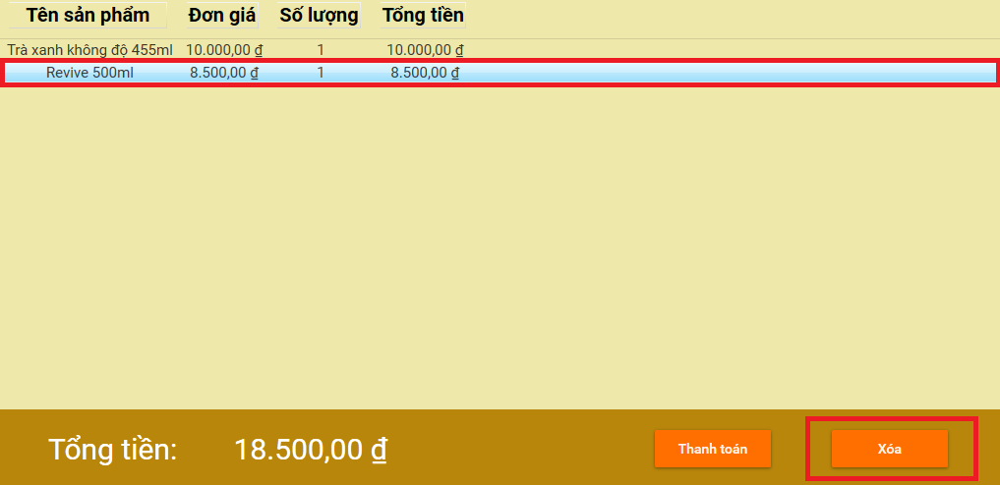 Tên sản phẩm Đơn giá Số lượng Tổng tiền
Trà xanh không độ 455ml 10.000,00 ₫ 1 10.000,00 ₫
Revive 500ml 8.500,00 ₫ 1 8.500,00 ₫
Tổng tiền: 18.500,00 ₫ Thanh toán Xóa